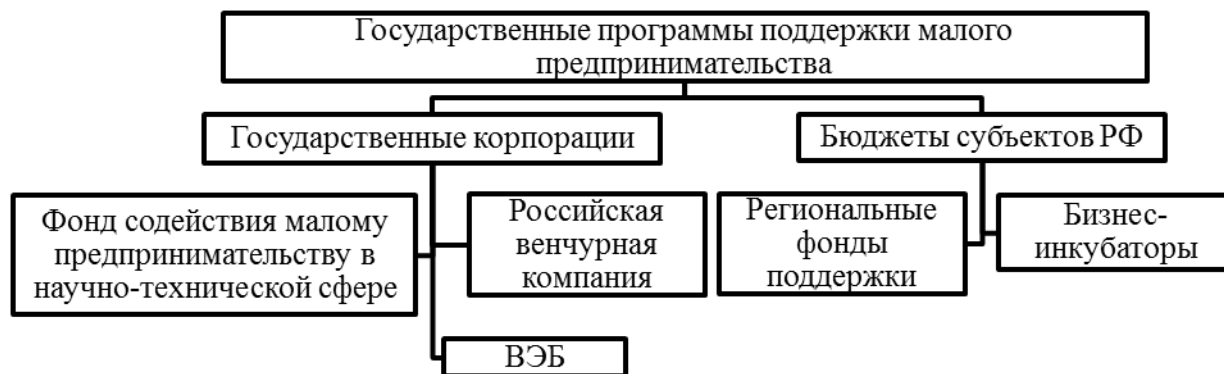 Государственные программы поддержки малого
предпринимательства
Государственные корпорации
Бюджеты субъектов РФ
Фонд содействия малому
предпринимательству в
научно-технической сфере
Российская
венчурная
компания
Региональные
фонды
поддержки
Бизнес-
инкубаторы
ВЭБ